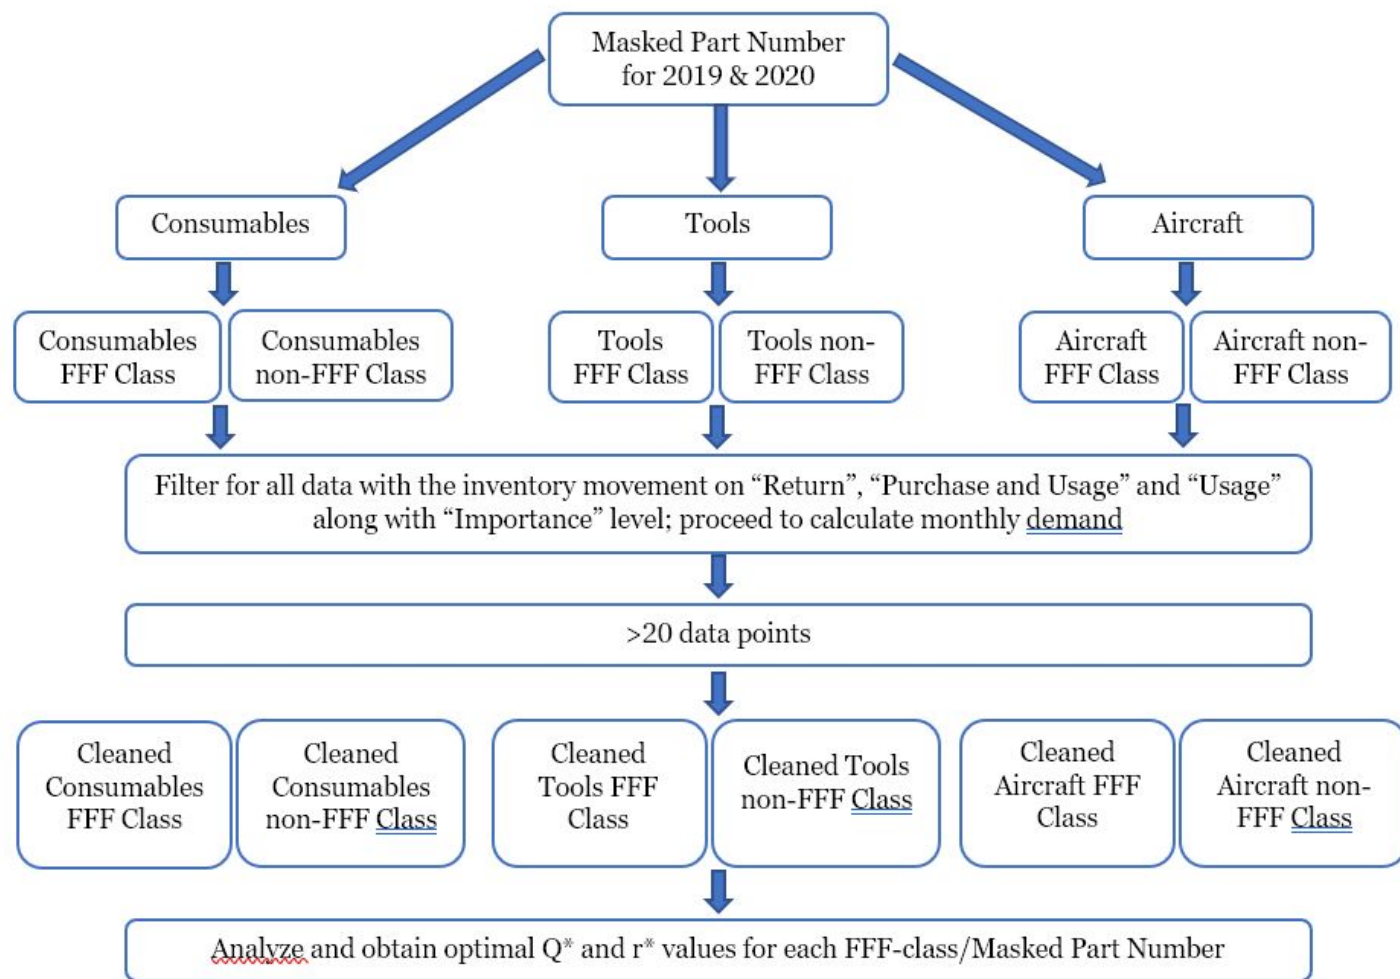 Masked Part Number
for 2019 & 2020
Consumables
Tools
Aircraft
Consumables
FFF Class
Consumables
non-FFF Class
Tools
FFF Class
Tools non-
FFF Class
Aircraft
FFF Class
Aircraft non-
FFF Class
Filter for all data with the inventory movement on “Return”, “Purchase and Usage” and “Usage”
along with “Importance” level; proceed to calculate monthly demand
>20 data points
Cleaned
Consumables
FFF Class
Cleaned
Consumables
non-FFF Class
Cleaned
Tools FFF
Class
Cleaned Tools
non-FFF Class
Cleaned
Aircraft FFF
Class
Cleaned
Aircraft non-
FFF Class
Analyze and obtain optimal Q* and r* values for each FFF-class/Masked Part Number